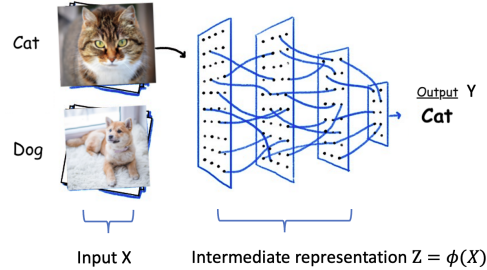 Cat
Output Y
Cat
Dog
Input X
Intermediate representation Z = ϕ(X)